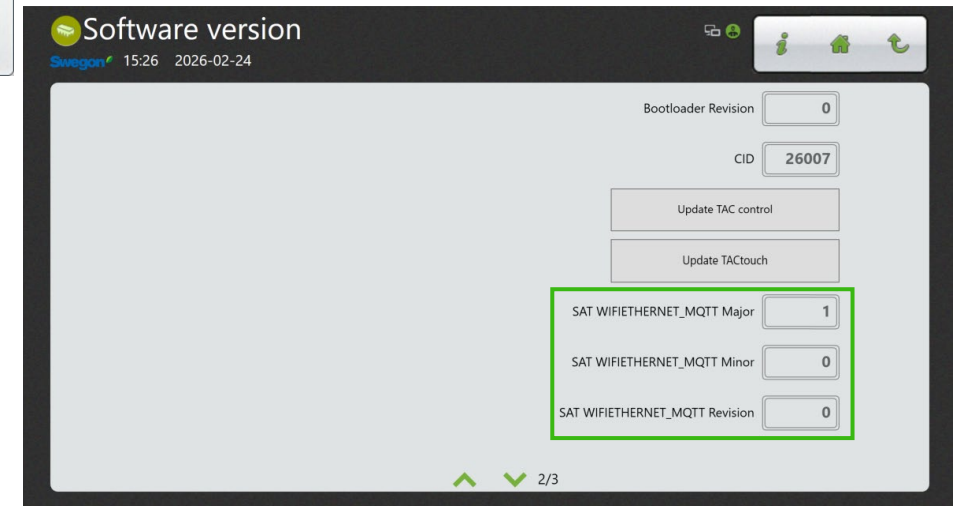 Software version
Swegon 15:26 2026-02-24
i
Bootloader Revision 0
CID 26007
Update TAC control
Update TACtouch
SAT WIFIETHERNET_MQTT Major 1
SAT WIFIETHERNET_MQTT Minor 0
SAT WIFIETHERNET_MQTT Revision 0
2/3